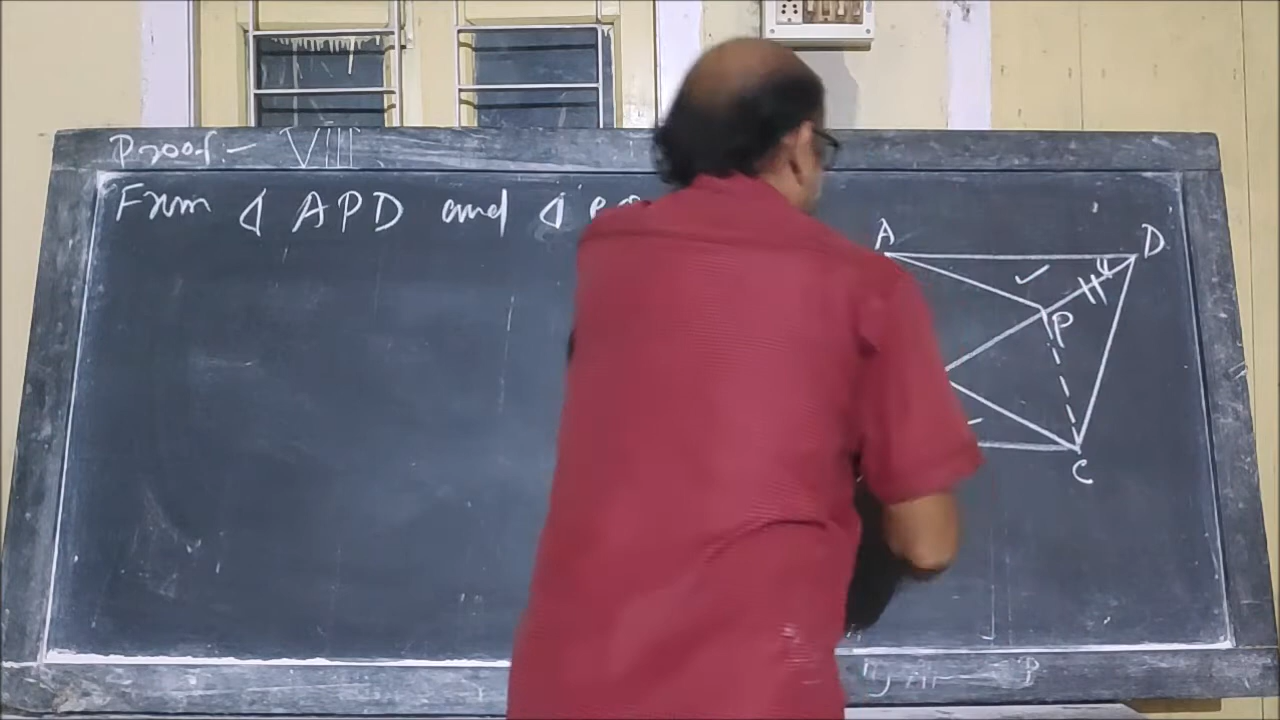 Proof:- VIII
From Δ APD and Δ
A
D
P
C
P